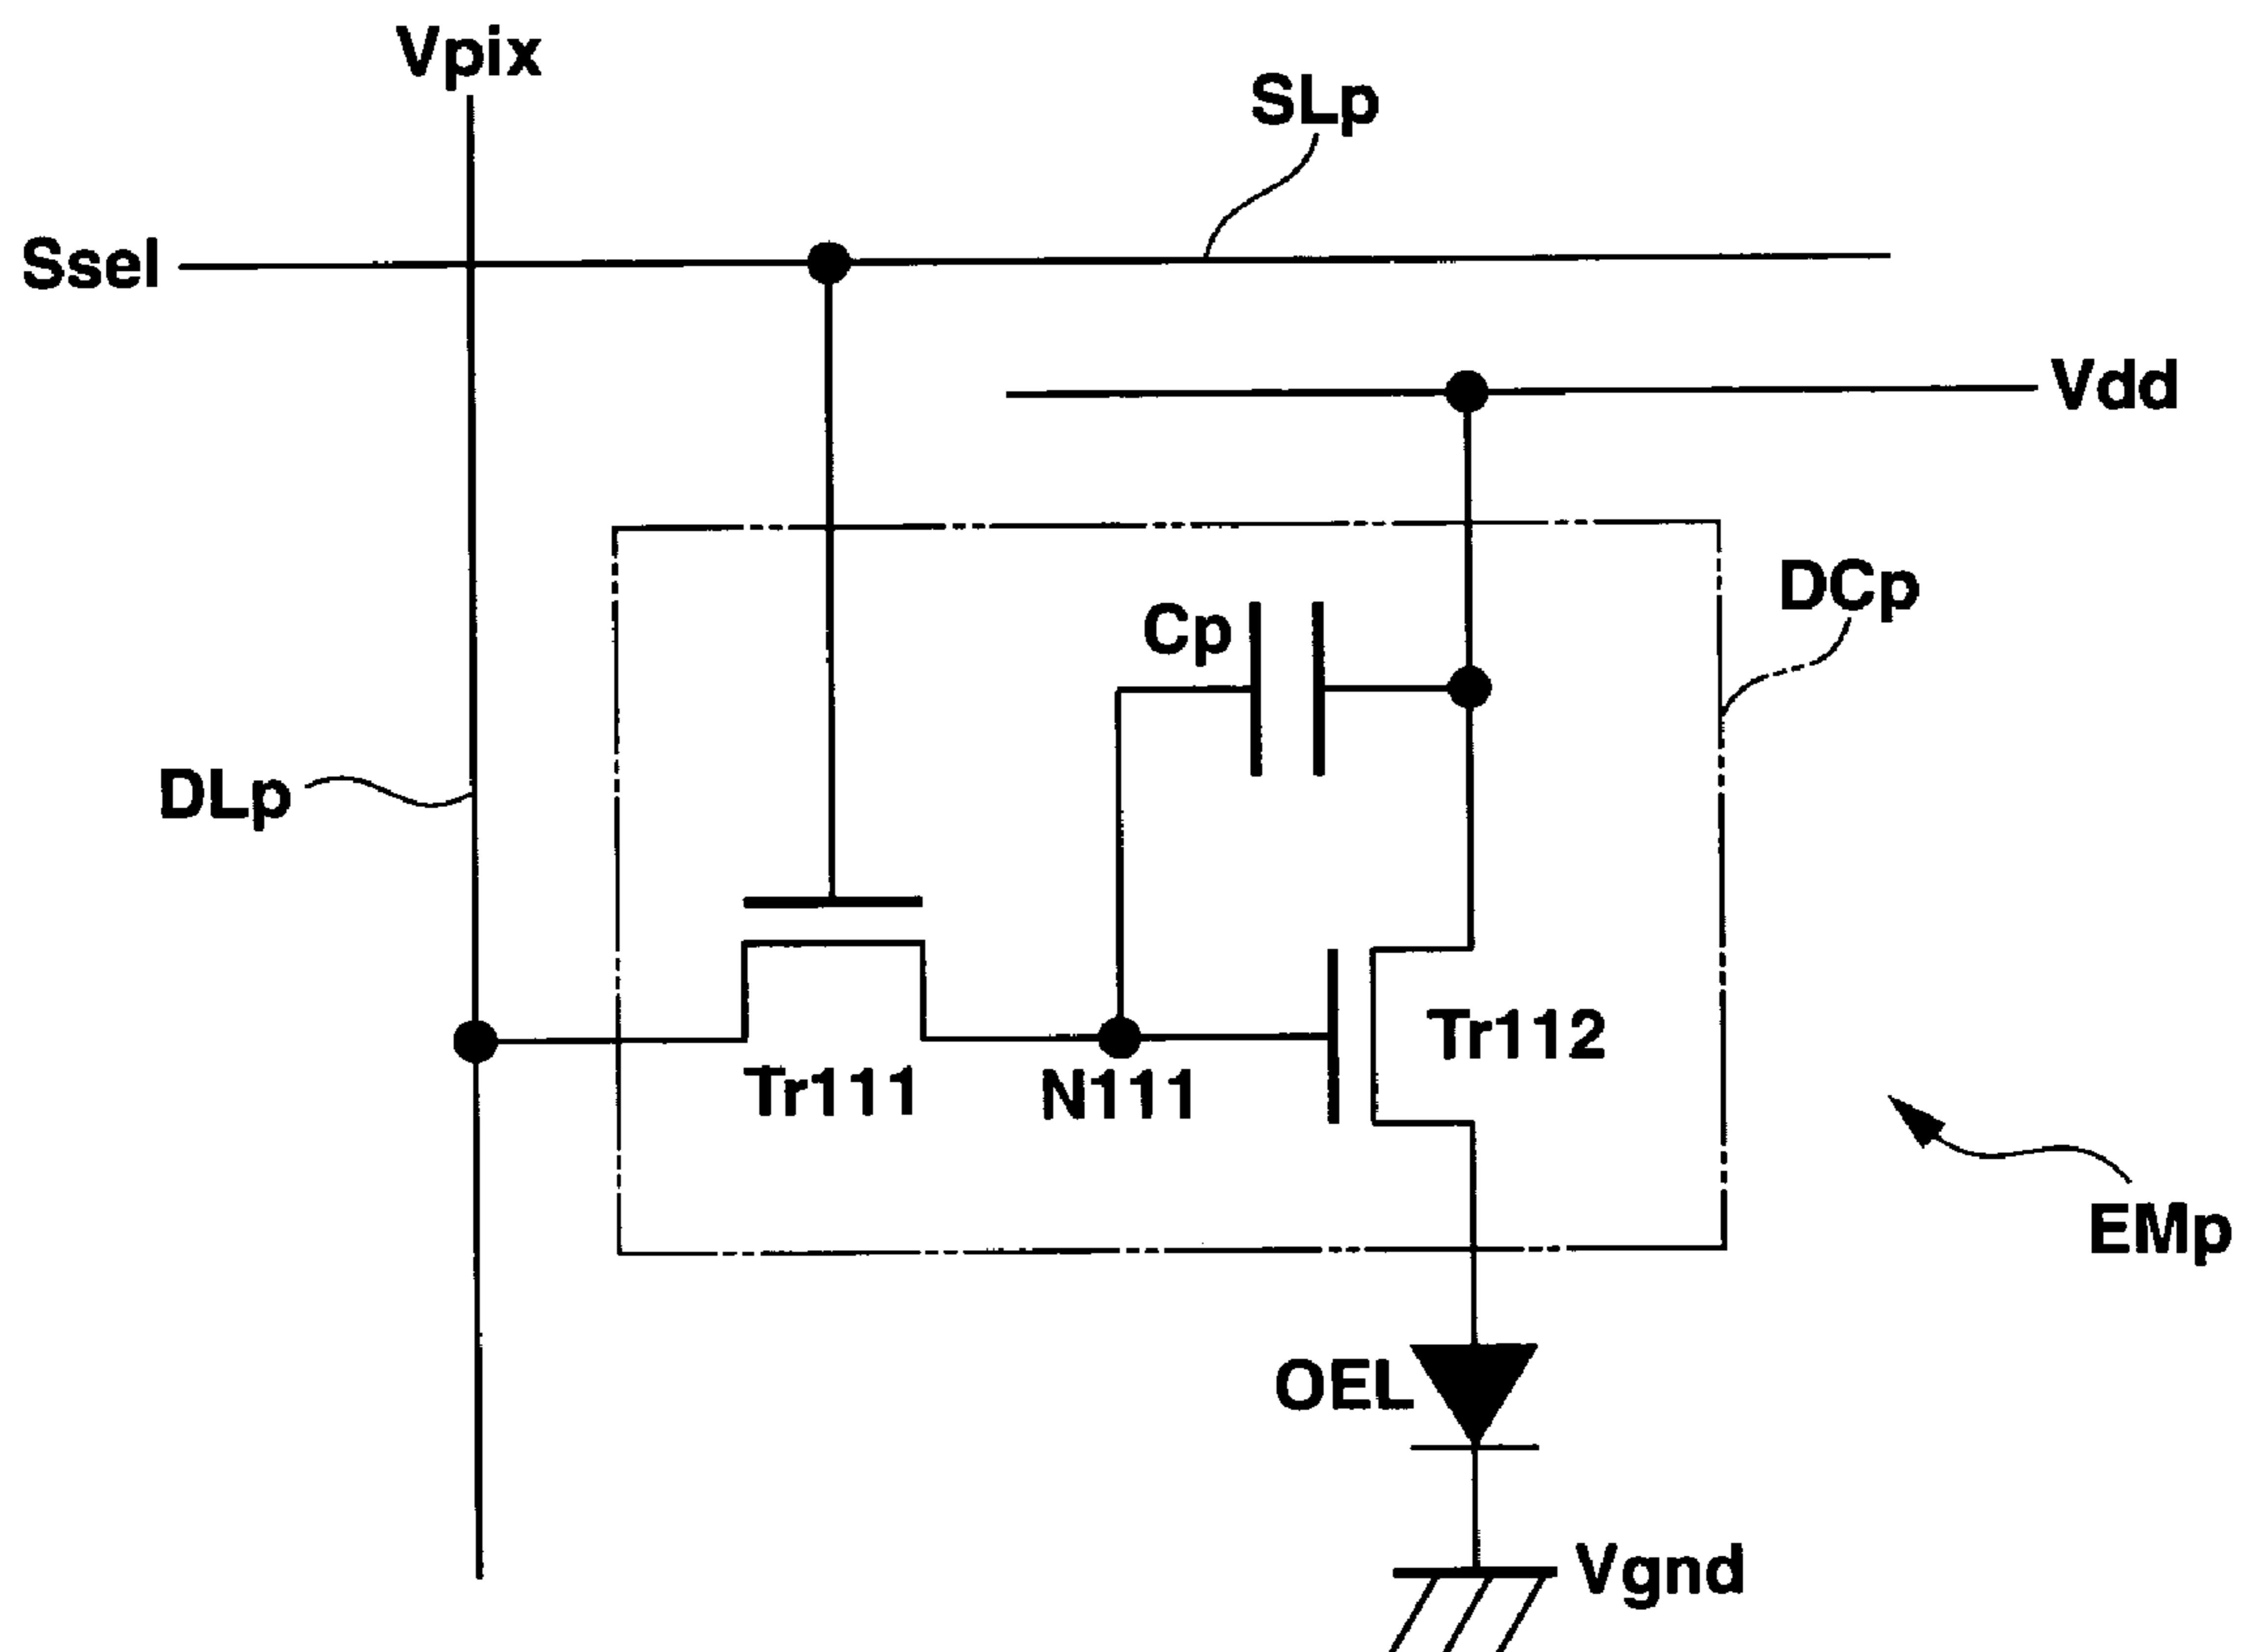 Vpix
SLp
Ssel
Vdd
DCp
Cp
DLp
Tr112
Tr111
N111
EMp
OEL
Vgnd